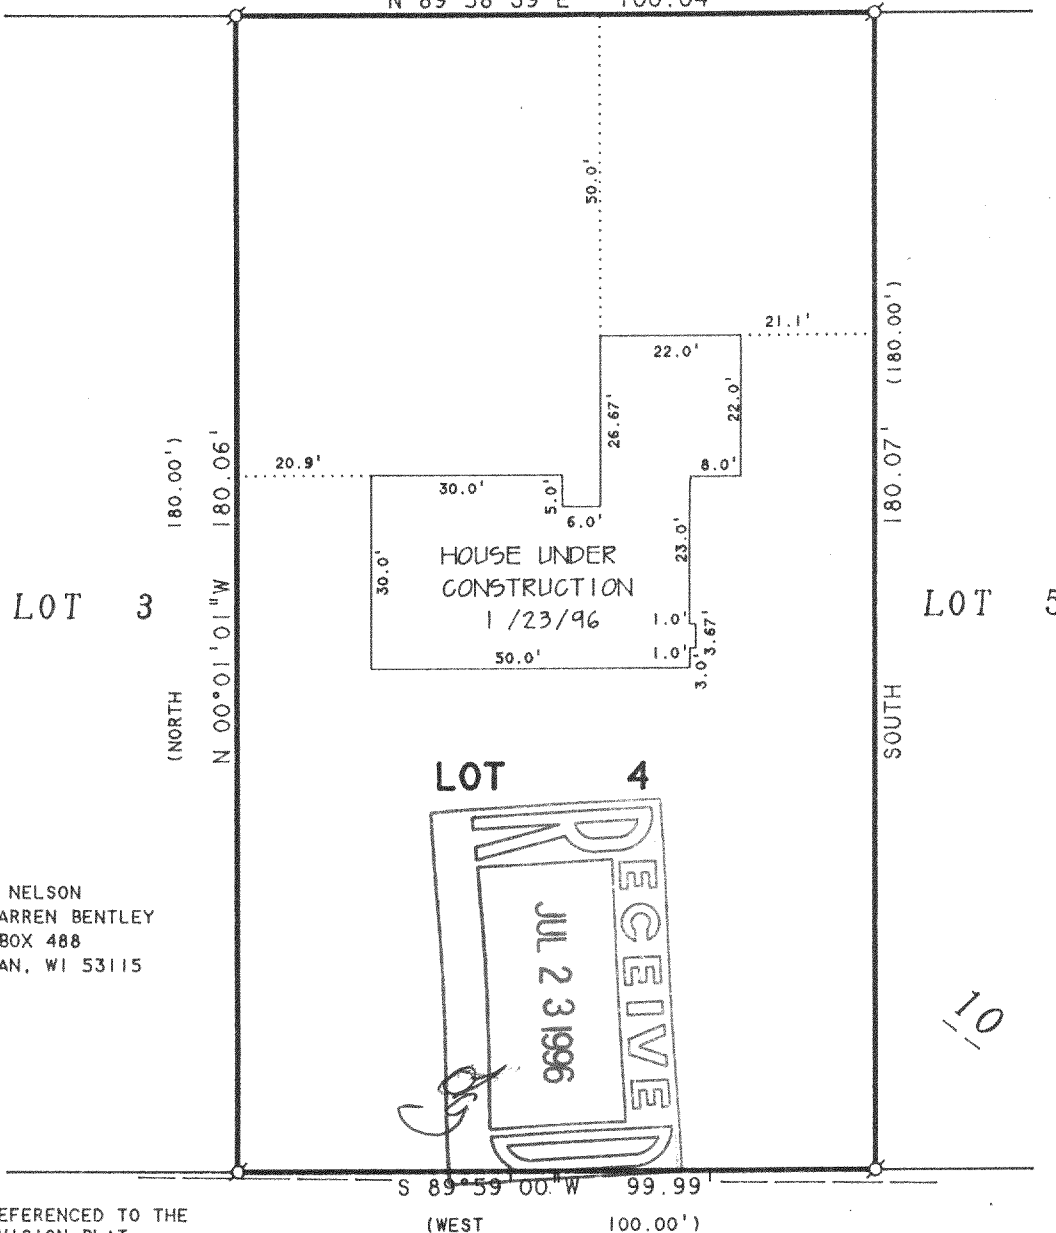 50.0'
21.1'
22.0'
(180.00')
26.67'
22.0'
180.00')
180.06'
20.9'
30.0'
5.0'
6.0'
8.0'
180.07'
30.0'
23.0'
HOUSE UNDER
CONSTRUCTION
1/23/96
1.0'
3.67'
1.0'
50.0'
3.0'
LOT 3
LOT 5
N 00°01'01"W
(NORTH
SOUTH
LOT 4
RECEIVED
JUL 23 1996
NELSON
ARREN BENTLEY
BOX 488
AN, WI 53115
10
S 89°59'00"W 99.99
(WEST 100.00')
EFERENCED TO THE